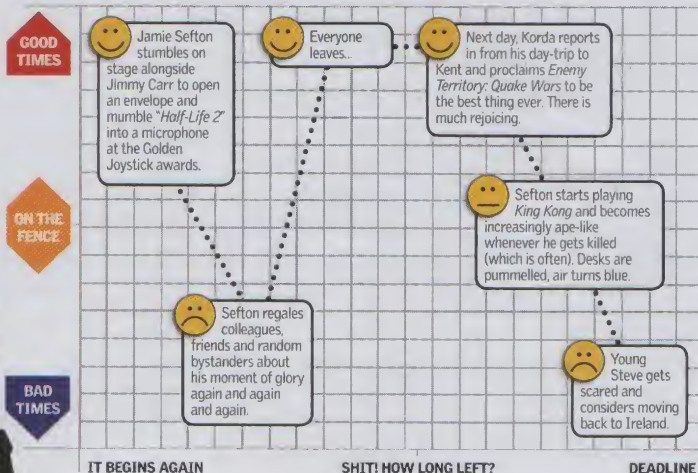 GOOD
TIMES
ON THE
FENCE
BAD
TIMES
Jamie Sefton
stumbles on
stage alongside
Jimmy Carr to open
an envelope and
mumble "Half-Life 2"
into a microphone
at the Golden
Joystick awards.
Sefton regales
colleagues,
friends and random
bystanders about
his moment of glory
again and again
and again.
Everyone
leaves...
Next day, Korda reports
in from his day-trip to
Kent and proclaims Enemy
Territory: Quake Wars to be
the best thing ever. There is
much rejoicing.
Sefton starts playing
King Kong and becomes
increasingly ape-like
whenever he gets killed
(which is often). Desks are
pummelled, air turns blue.
Young
Steve gets
scared and
considers moving
back to Ireland.
IT BEGINS AGAIN
SHIT! HOW LONG LEFT?
DEADLINE